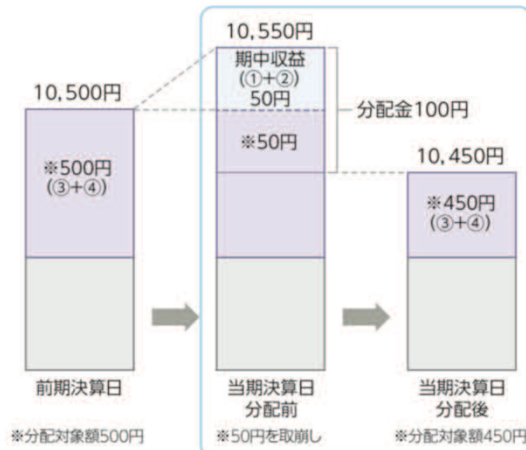 10,550円
期中収益
(①+②)
50円
10,500円
分配金100円
※50円
10,450円
※500円
(③+④)
※450円
(③+④)
前期決算日
当期決算日
分配前
当期決算日
分配後
※分配対象額500円
※50円を取崩し
※分配対象額450円